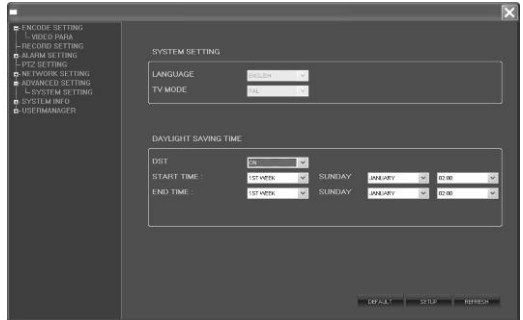 ENCODE SETTING
VIDEO PARA
RECORD SETTING
ALARM SETTING
PTZ SETTING
NETWORK SETTING
ADVANCED SETTING
SYSTEM SETTING
SYSTEM INFO
USERMANAGER
SYSTEM SETTING
LANGUAGE ENGLISH
TV MODE PAL
DAYLIGHT SAVING TIME
DST ON
START TIME : 1ST WEEK SUNDAY JANUARY 02:00
END TIME : 1ST WEEK SUNDAY JANUARY 02:00
DEFAULT SETUP REFRESH